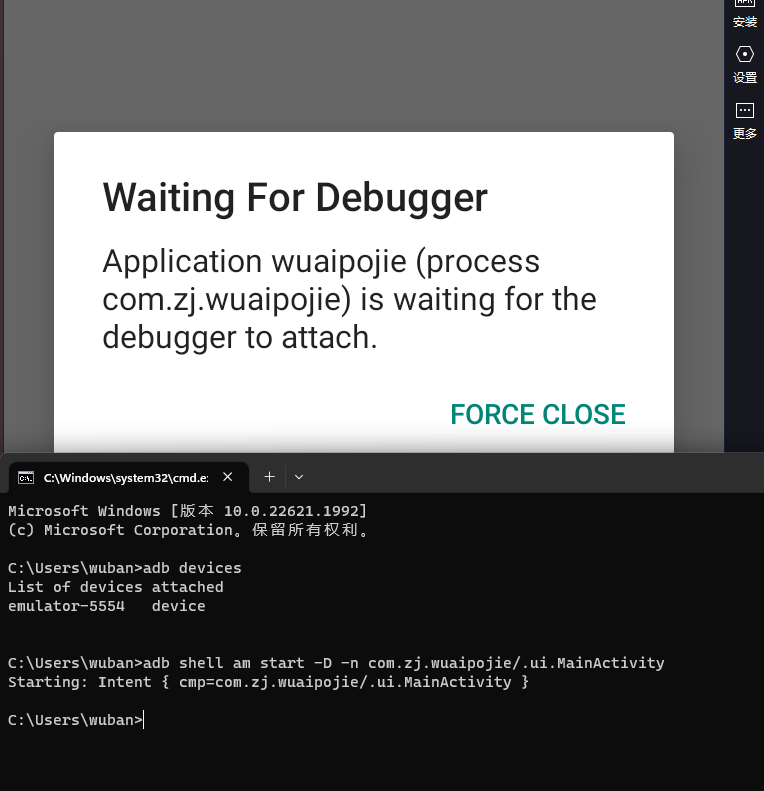 安装
设置
更多
Waiting For Debugger
Application wuaipojie (process
com.zj.wuaipojie) is waiting for the
debugger to attach.
FORCE CLOSE
C:\Windows\system32\cmd.e
Microsoft Windows [版本 10.0.22621.1992]
(c) Microsoft Corporation。保留所有权利。
C:\Users\wuban>adb devices
List of devices attached
emulator-5554   device
C:\Users\wuban>adb shell am start -D -n com.zj.wuaipojie/.ui.MainActivity
Starting: Intent { cmp=com.zj.wuaipojie/.ui.MainActivity }
C:\Users\wuban>